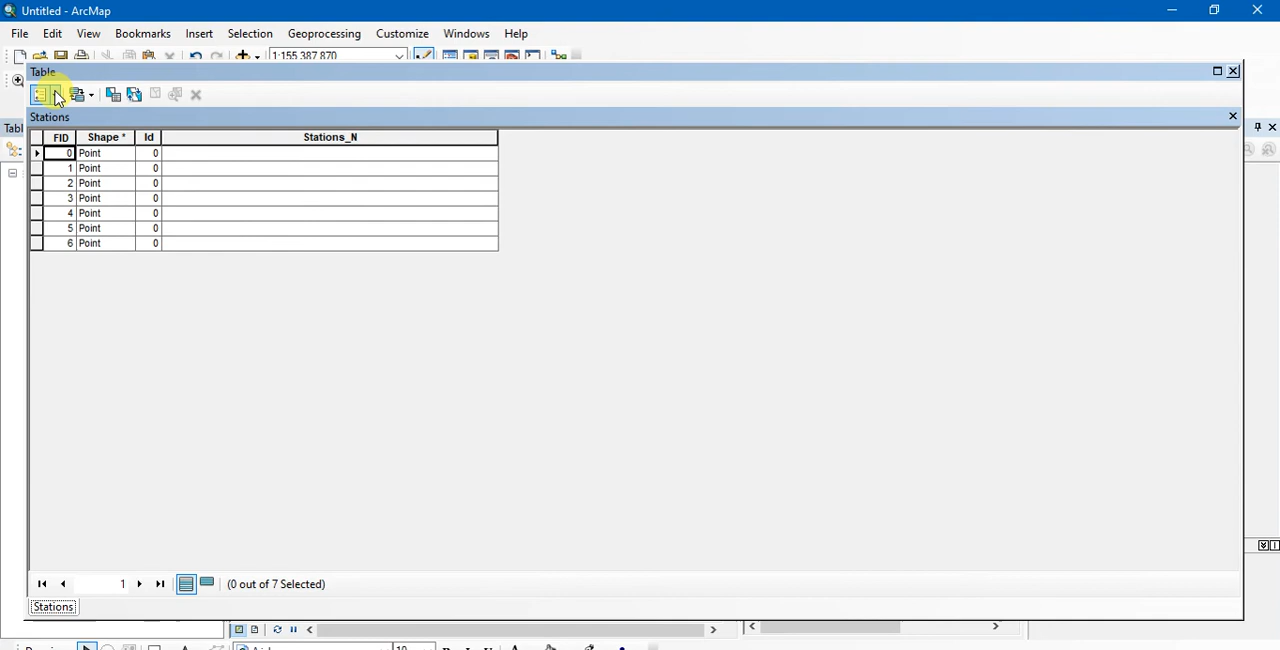 Untitled - ArcMap
File Edit View Bookmarks Insert Selection Geoprocessing Customize Windows Help
1:155 387 870
Table
Stations
FID Shape * Id Stations_N
0 Point 0
1 Point 0
2 Point 0
3 Point 0
4 Point 0
5 Point 0
6 Point 0
1 (0 out of 7 Selected)
Stations